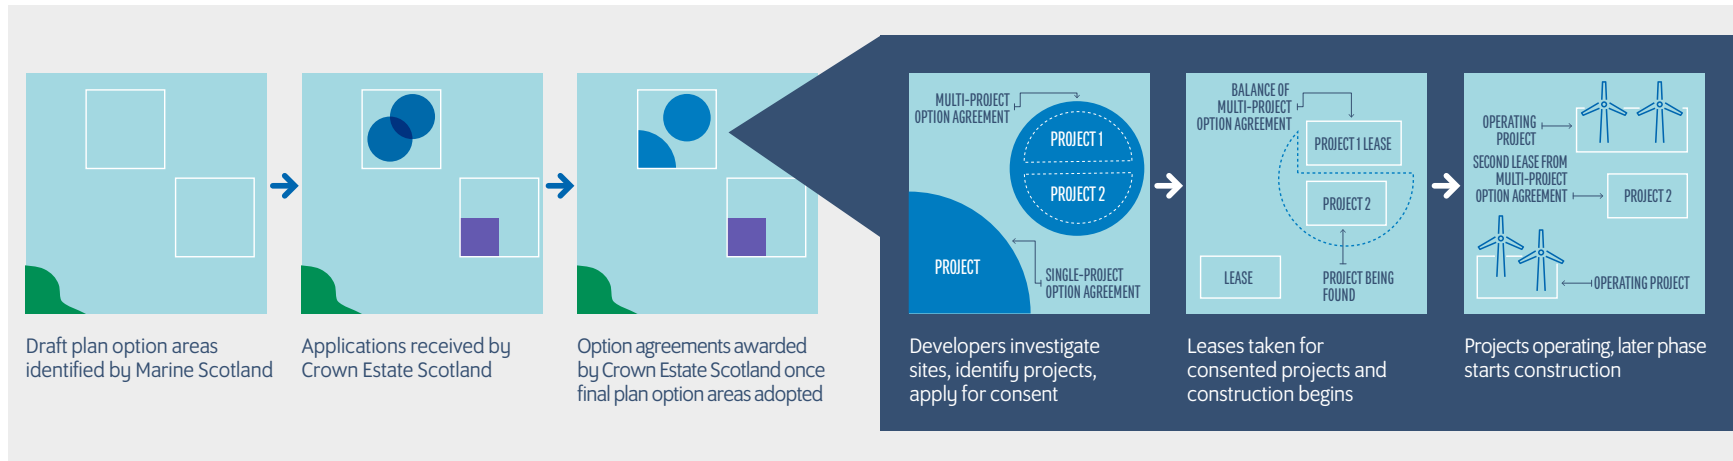 Draft plan option areas
identified by Marine Scotland
Applications received by
Crown Estate Scotland
Option agreements awarded
by Crown Estate Scotland once
final plan option areas adopted
MULTI-PROJECT
OPTION AGREEMENT
PROJECT 1
PROJECT 2
PROJECT
SINGLE-PROJECT
OPTION AGREEMENT
Developers investigate
sites, identify projects,
apply for consent
BALANCE OF
MULTI-PROJECT
OPTION AGREEMENT
PROJECT 1 LEASE
PROJECT 2
LEASE
PROJECT BEING
FOUND
Leases taken for
consented projects and
construction begins
OPERATING
PROJECT
SECOND LEASE FROM
MULTI-PROJECT
OPTION AGREEMENT
PROJECT 2
OPERATING PROJECT
Projects operating, later phase
starts construction